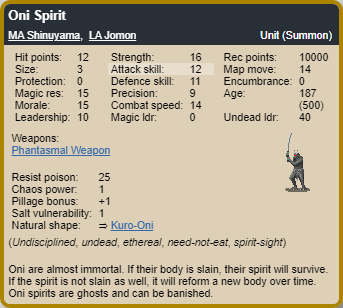 Oni Spirit
MA Shinuyama, LA Jomon Unit (Summon)
Hit points: 12 Strength: 16 Rec points: 10000
Size: 3 Attack skill: 12 Map move: 14
Protection: 0 Defence skill: 11 Encumbrance: 0
Magic res: 15 Precision: 9 Age: 187
Morale: 15 Combat speed: 14 (500)
Leadership: 10 Magic ldr: 0 Undead ldr: 40
Weapons:
Phantasmal Weapon
Resist poison: 25
Chaos power: 1
Pillage bonus: +1
Salt vulnerability: 1
Natural shape: ⇒ Kuro-Oni
(Undisciplined, undead, ethereal, need-not-eat, spirit-sight)
Oni are almost immortal. If their body is slain, their spirit will survive.
If the spirit is not slain as well, it will reform a new body over time.
Oni spirits are ghosts and can be banished.